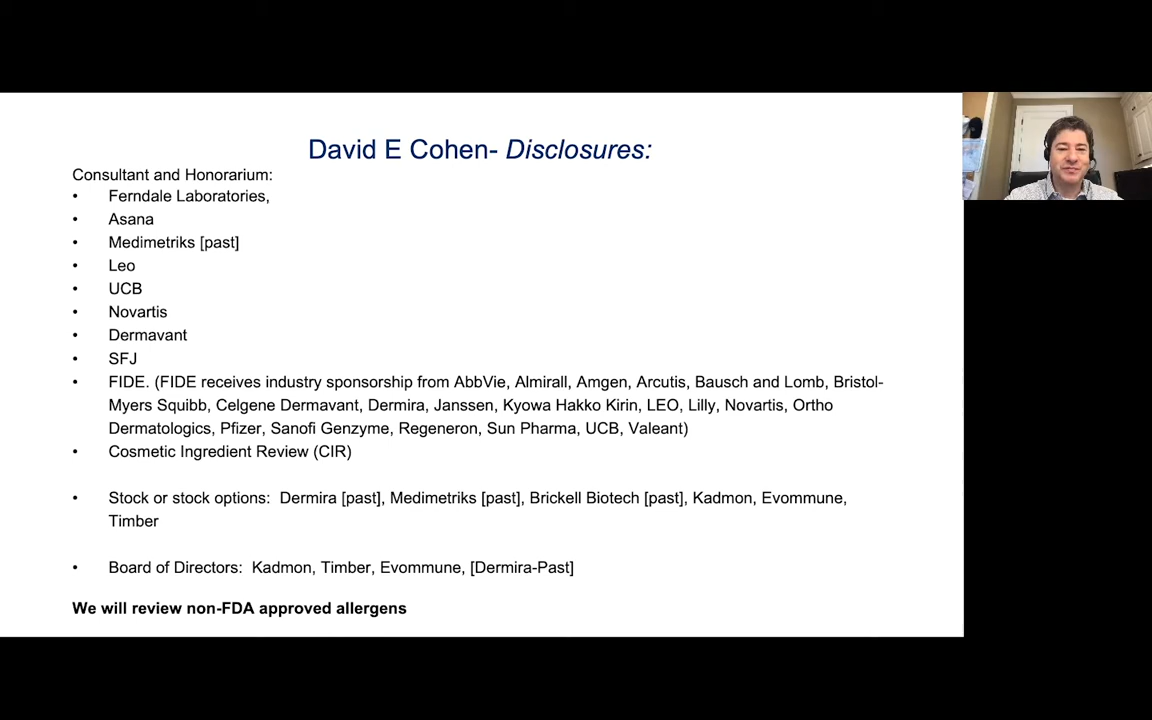 David E Cohen- Disclosures:
Consultant and Honorarium:
• Ferndale Laboratories,
• Asana
• Medimetriks [past]
• Leo
• UCB
• Novartis
• Dermavant
• SFJ
• FIDE. (FIDE receives industry sponsorship from AbbVie, Almirall, Amgen, Arcutis, Bausch and Lomb, Bristol-
Myers Squibb, Celgene Dermavant, Dermira, Janssen, Kyowa Hakko Kirin, LEO, Lilly, Novartis, Ortho
Dermatologics, Pfizer, Sanofi Genzyme, Regeneron, Sun Pharma, UCB, Valeant)
• Cosmetic Ingredient Review (CIR)
• Stock or stock options: Dermira [past], Medimetriks [past], Brickell Biotech [past], Kadmon, Evommune,
Timber
• Board of Directors: Kadmon, Timber, Evommune, [Dermira-Past]
We will review non-FDA approved allergens